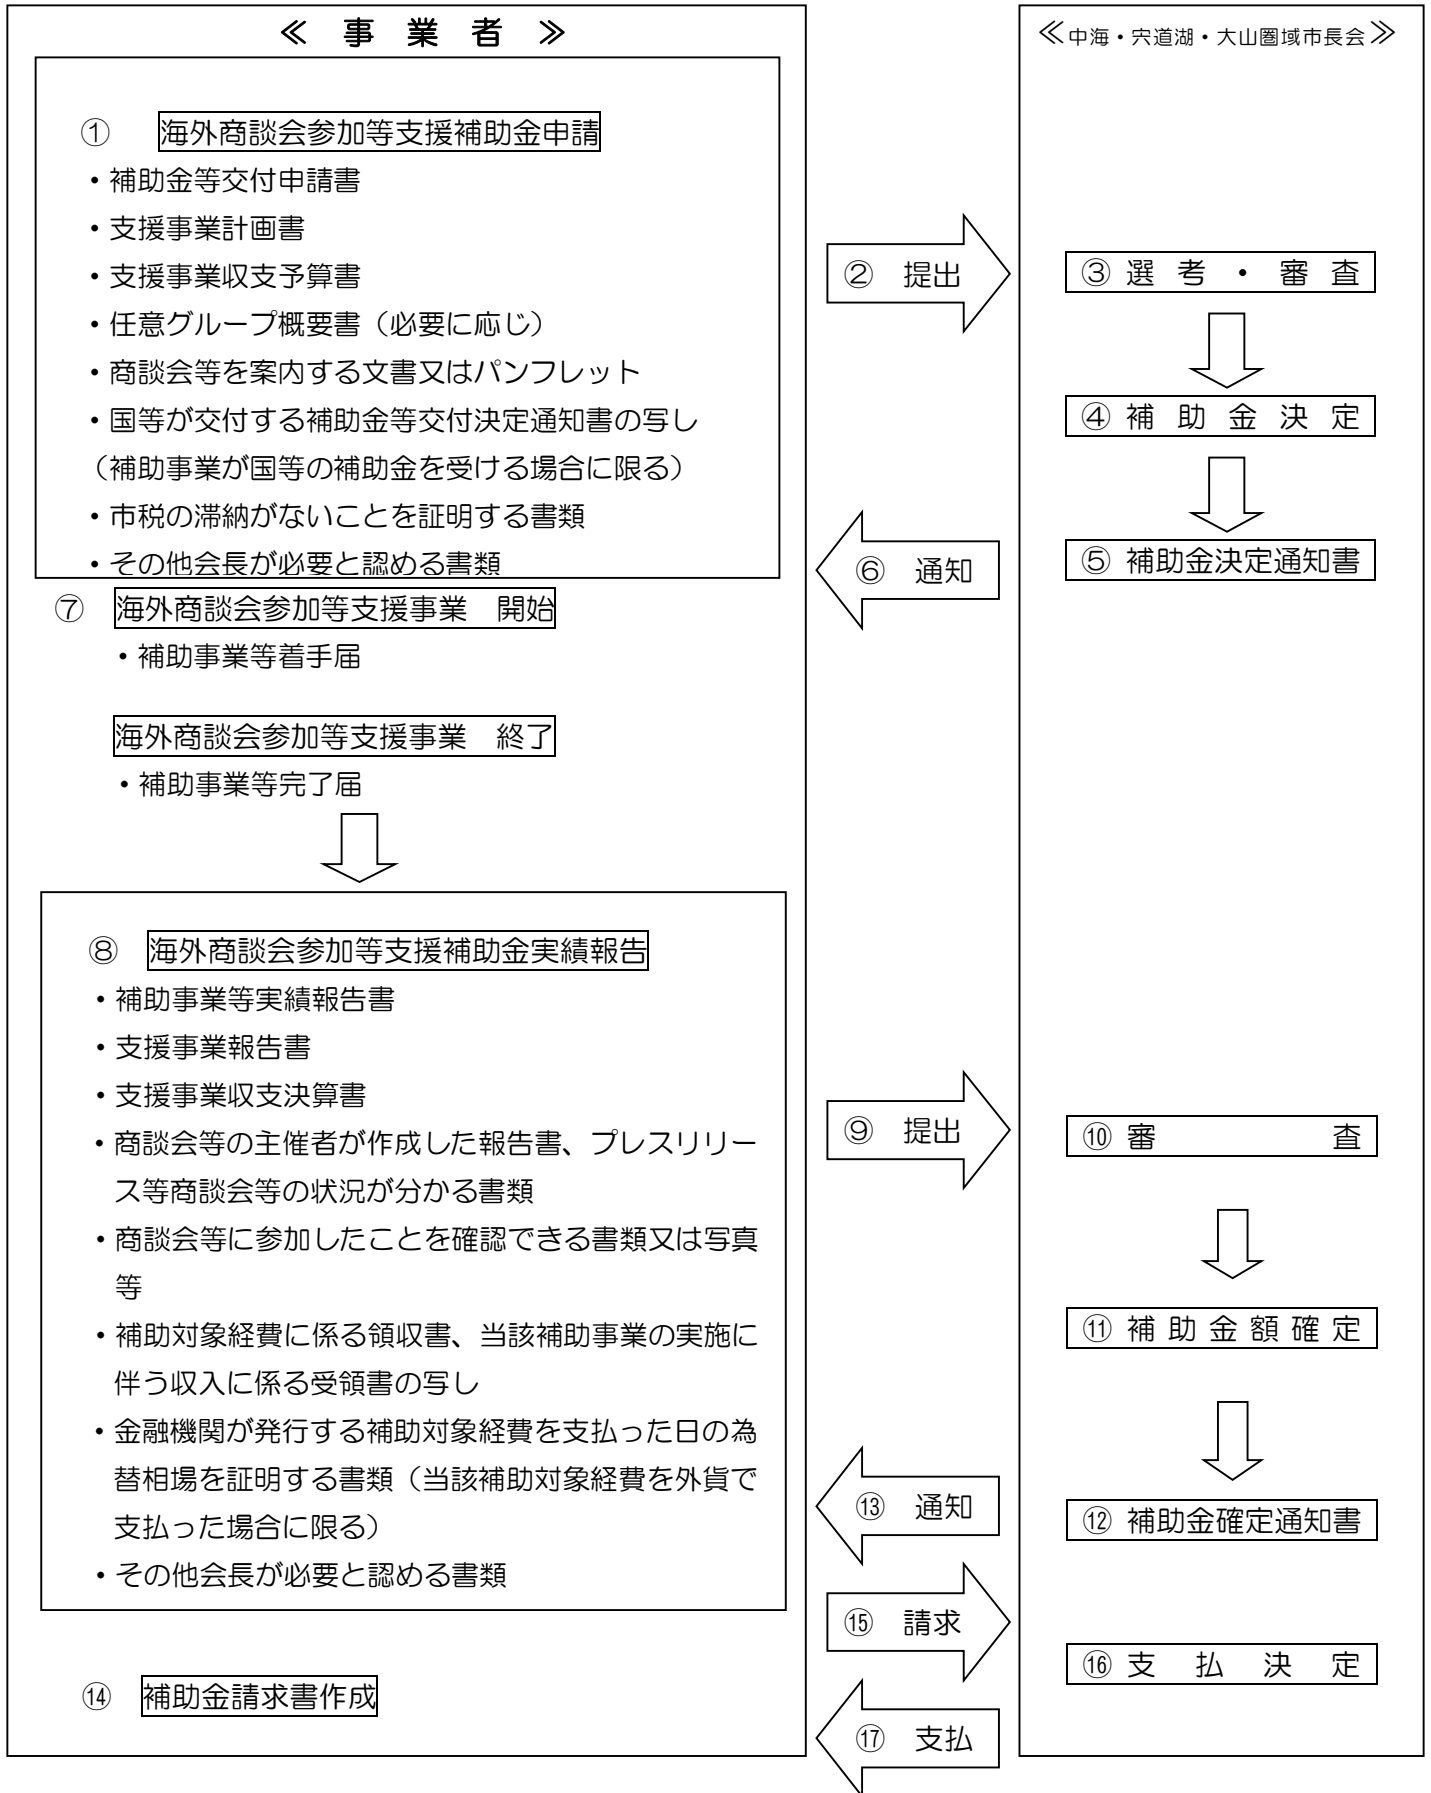 ≪　事　業　者　≫
① 海外商談会参加等支援補助金申請
・補助金等交付申請書
・支援事業計画書
・支援事業収支予算書
・任意グループ概要書（必要に応じ）
・商談会等を案内する文書又はパンフレット
・国等が交付する補助金等交付決定通知書の写し
（補助事業が国等の補助金を受ける場合に限る）
・市税の滞納がないことを証明する書類
・その他会長が必要と認める書類
⑦ 海外商談会参加等支援事業　開始
・補助事業等着手届
海外商談会参加等支援事業　終了
・補助事業等完了届
⑧ 海外商談会参加等支援補助金実績報告
・補助事業等実績報告書
・支援事業報告書
・支援事業収支決算書
・商談会等の主催者が作成した報告書、プレスリリー
ス等商談会等の状況が分かる書類
・商談会等に参加したことを確認できる書類又は写真
等
・補助対象経費に係る領収書、当該補助事業の実施に
伴う収入に係る受領書の写し
・金融機関が発行する補助対象経費を支払った日の為
替相場を証明する書類（当該補助対象経費を外貨で
支払った場合に限る）
・その他会長が必要と認める書類
⑭ 補助金請求書作成
② 提出
⑥ 通知
⑨ 提出
⑬ 通知
⑮ 請求
⑰ 支払
≪中海・宍道湖・大山圏域市長会≫
③ 選考・審査
④ 補助金決定
⑤ 補助金決定通知書
⑩ 審査
⑪ 補助金額確定
⑫ 補助金確定通知書
⑯ 支払決定